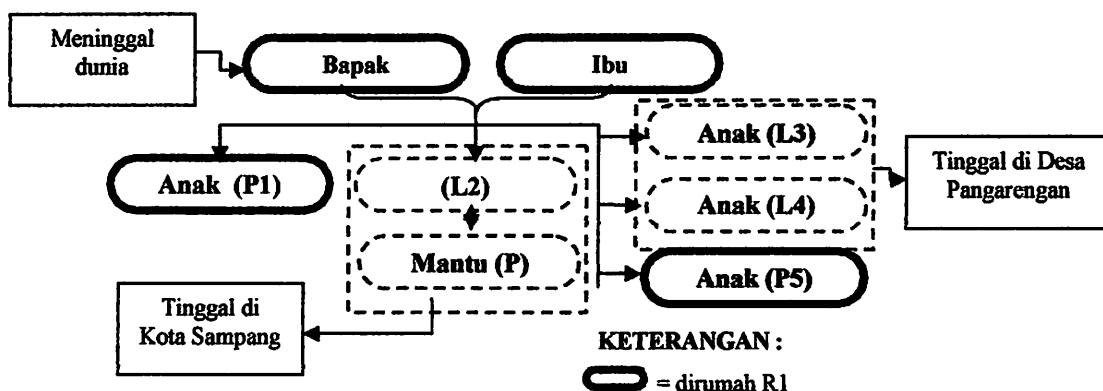 Meninggal
dunia
Bapak
Ibu
Anak (P1)
(L2)
Mantu (P)
Anak (L3)
Anak (L4)
Anak (P5)
Tinggal di Desa
Pangarengan
Tinggal di
Kota Sampang
KETERANGAN :
= dirumah R1